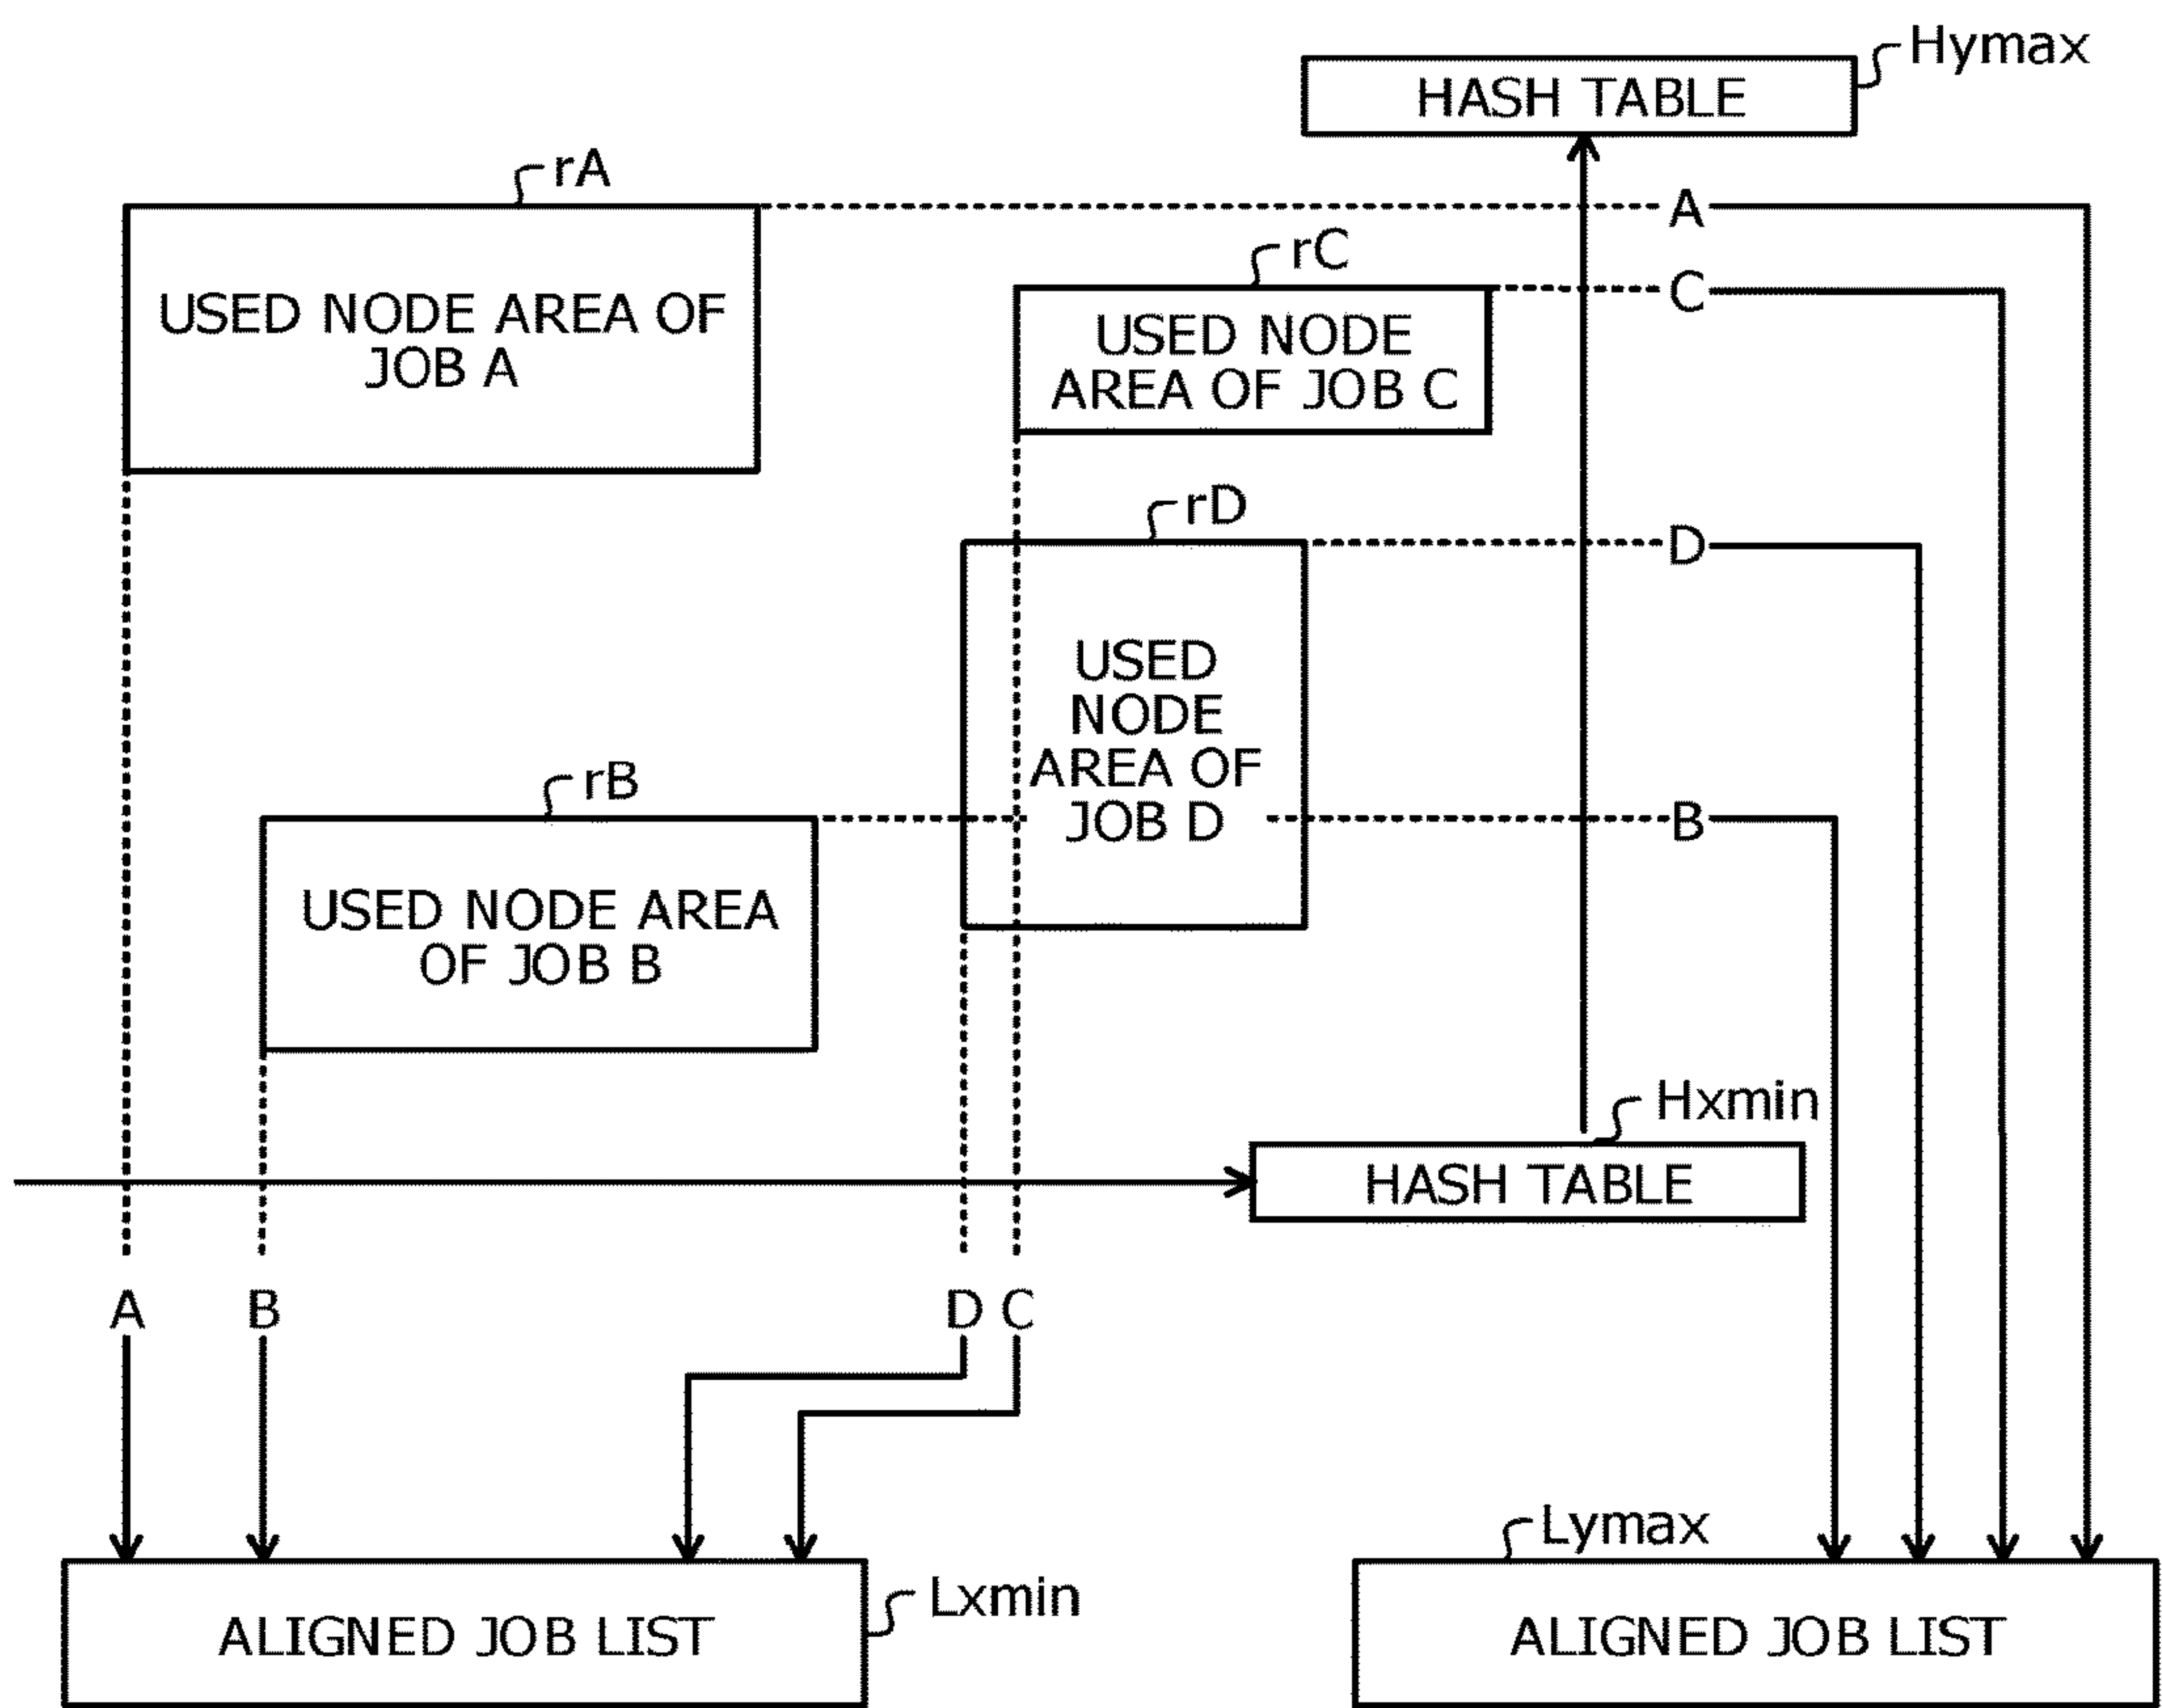 Hymax
HASH TABLE
rA
A
rC
C
USED NODE AREA OF
JOB A
USED NODE
AREA OF JOB C
rD
D
USED
NODE
AREA OF
JOB D
rB
B
USED NODE AREA
OF JOB B
Hxmin
HASH TABLE
A
B
D
C
Lymax
Lxmin
ALIGNED JOB LIST
ALIGNED JOB LIST